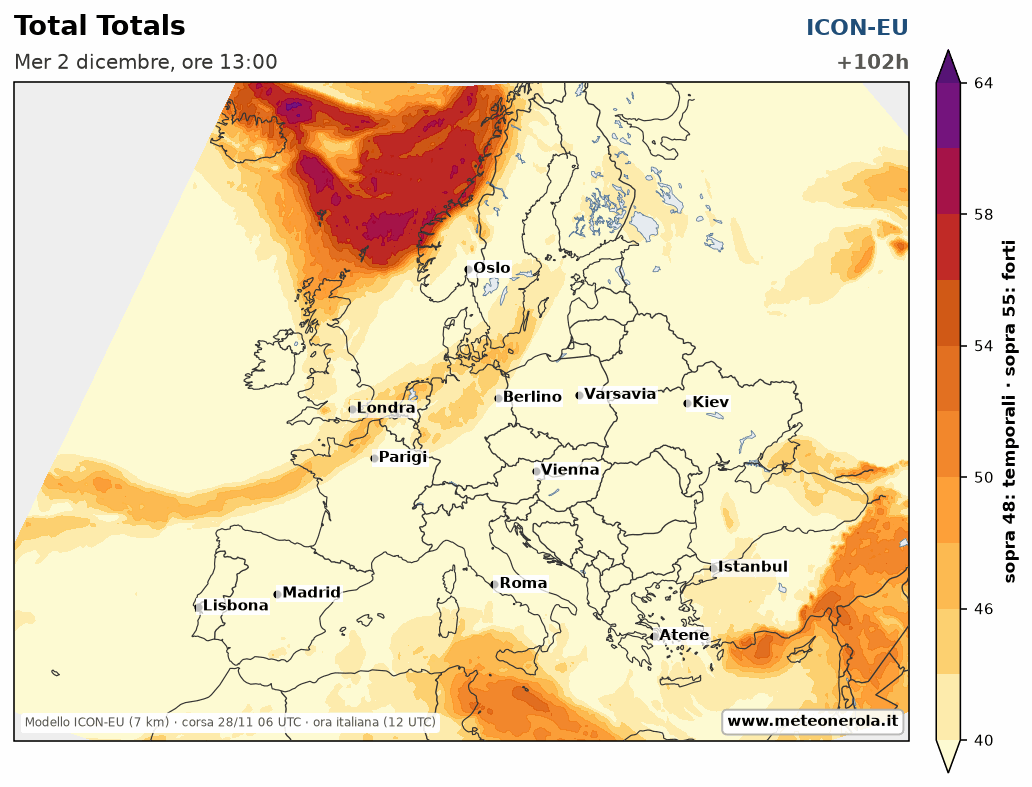 Total Totals
ICON-EU
Mer 2 dicembre, ore 13:00
+102h
Oslo
Londra
Berlino
Varsavia
Kiev
Parigi
Vienna
Istanbul
Roma
Madrid
Lisbona
Atene
Modello ICON-EU (7 km) · corsa 28/11 06 UTC · ora italiana (12 UTC)
www.meteonerola.it
64
58
54
50
46
40
sopra 48: temporali · sopra 55: forti